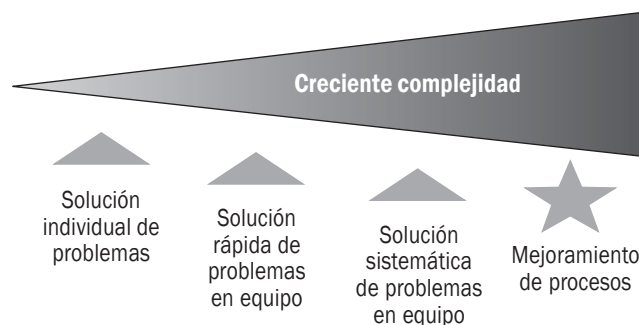 Creciente complejidad
Solución
individual de
problemas
Solución
rápida de
problemas
en equipo
Solución
sistemática
de problemas
en equipo
Mejoramiento
de procesos